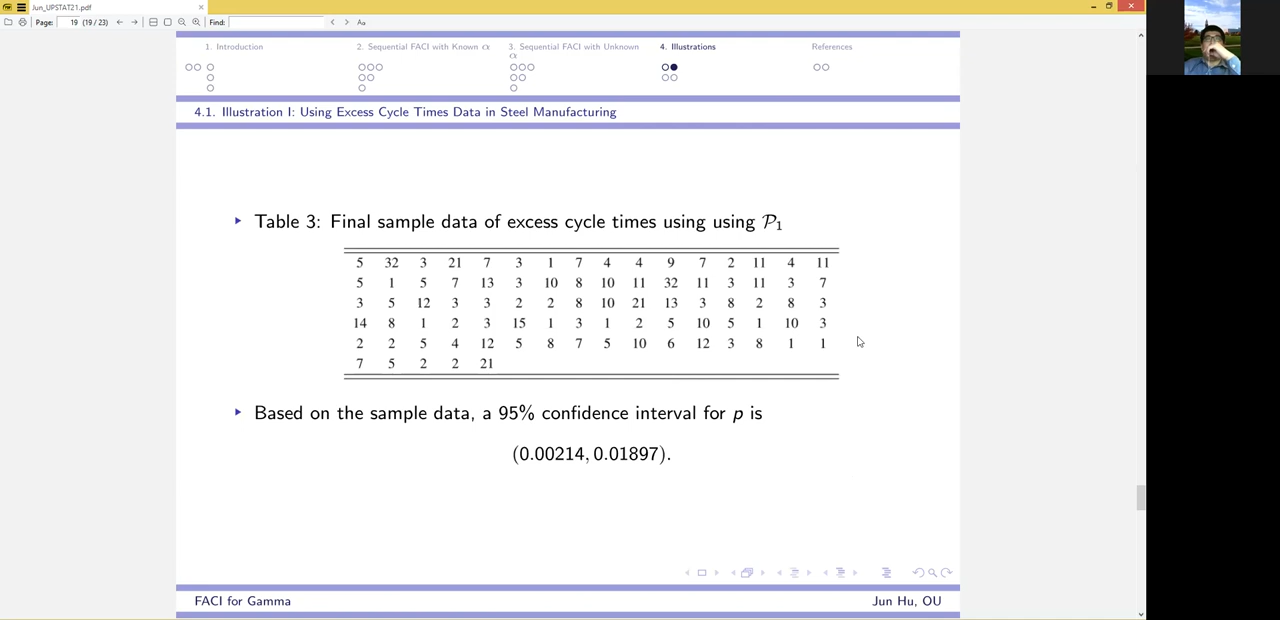 Jun_UPSTAT21.pdf
Page: 19 (19 / 23) Find: Aa
1. Introduction 2. Sequential FACI with Known α 3. Sequential FACI with Unknown α 4. Illustrations References
4.1. Illustration I: Using Excess Cycle Times Data in Steel Manufacturing
Table 3: Final sample data of excess cycle times using using P1
5 32 3 21 7 3 1 7 4 4 9 7 2 11 4 11
5 1 5 7 13 3 10 8 10 11 32 11 3 11 3 7
3 5 12 3 3 2 2 8 10 21 13 3 8 2 8 3
14 8 1 2 3 15 1 3 1 2 5 10 5 1 10 3
2 2 5 4 12 5 8 7 5 10 6 12 3 8 1 1
7 5 2 2 21
Based on the sample data, a 95% confidence interval for p is
(0.00214, 0.01897).
FACI for Gamma Jun Hu, OU